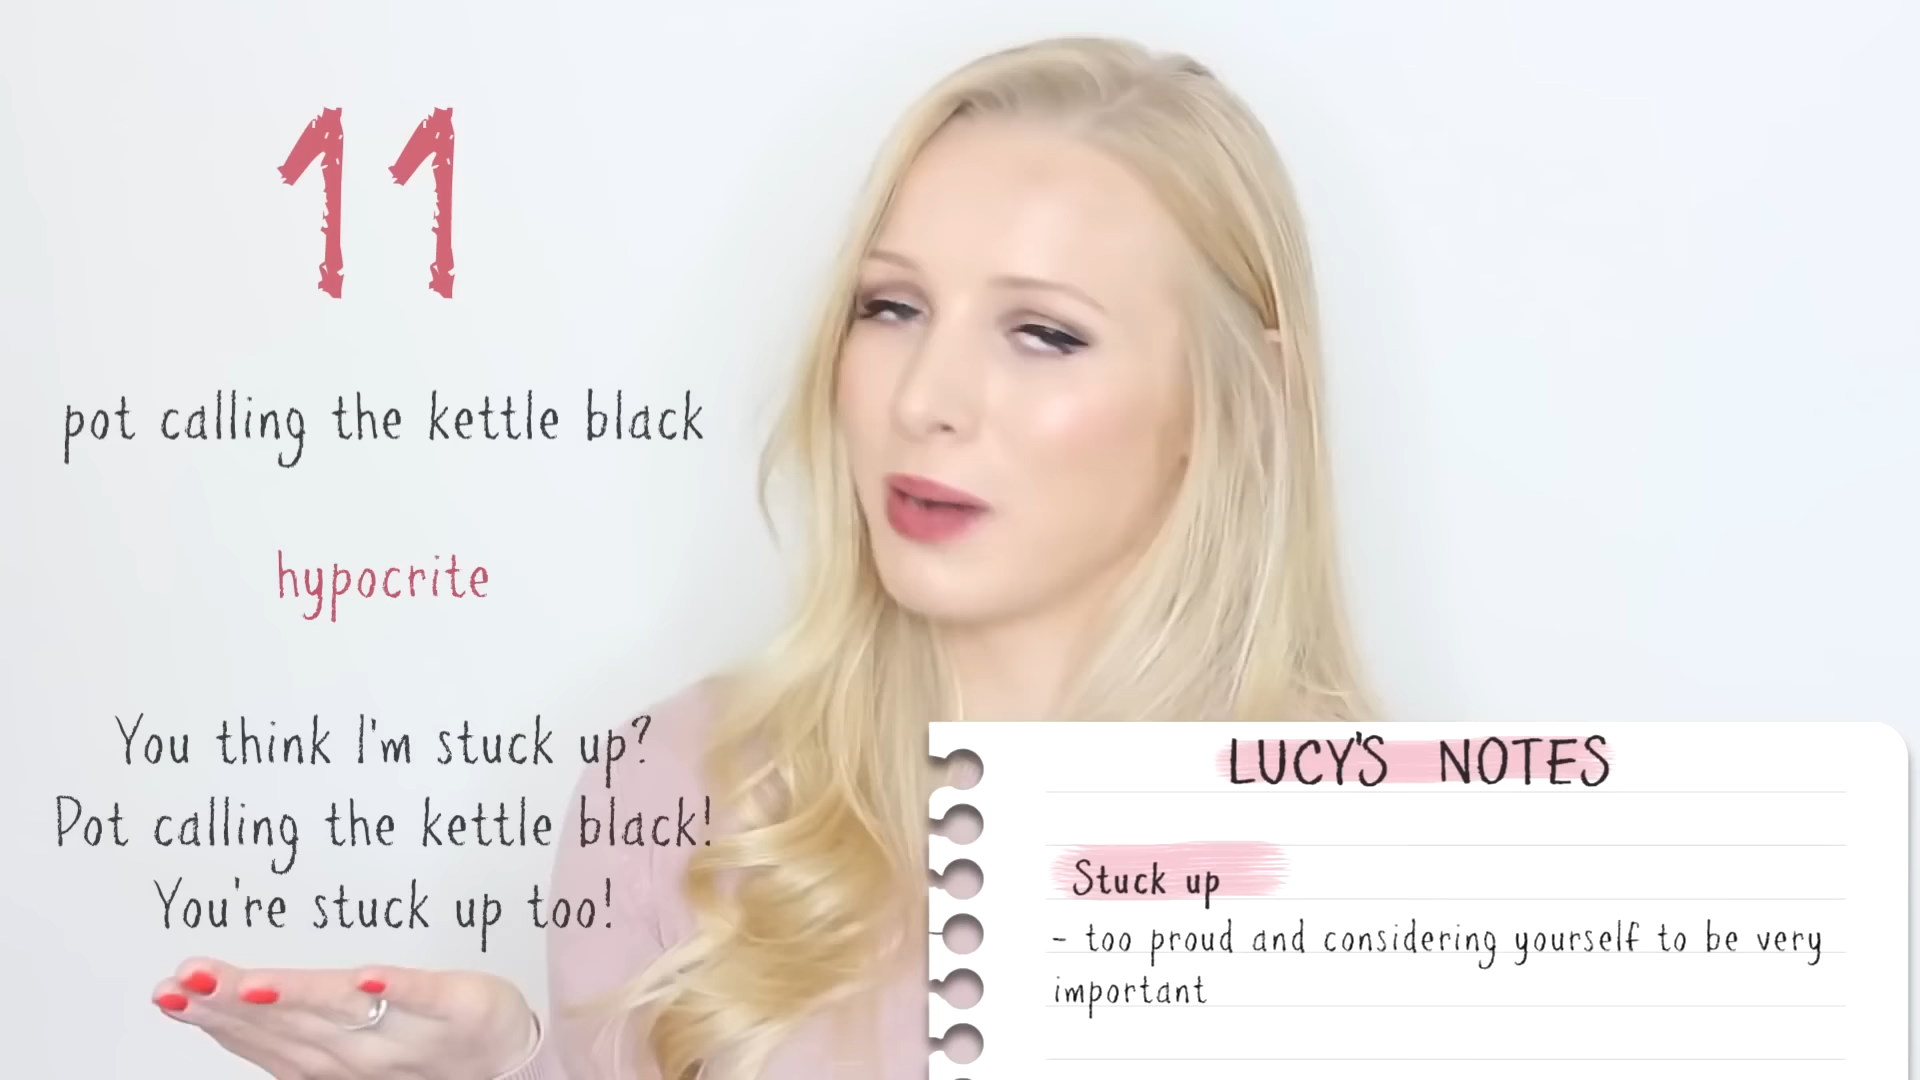 11
pot calling the kettle black
hypocrite
You think I'm stuck up?
Pot calling the kettle black!
You're stuck up too!
LUCY'S NOTES
Stuck up
- too proud and considering yourself to be very
important